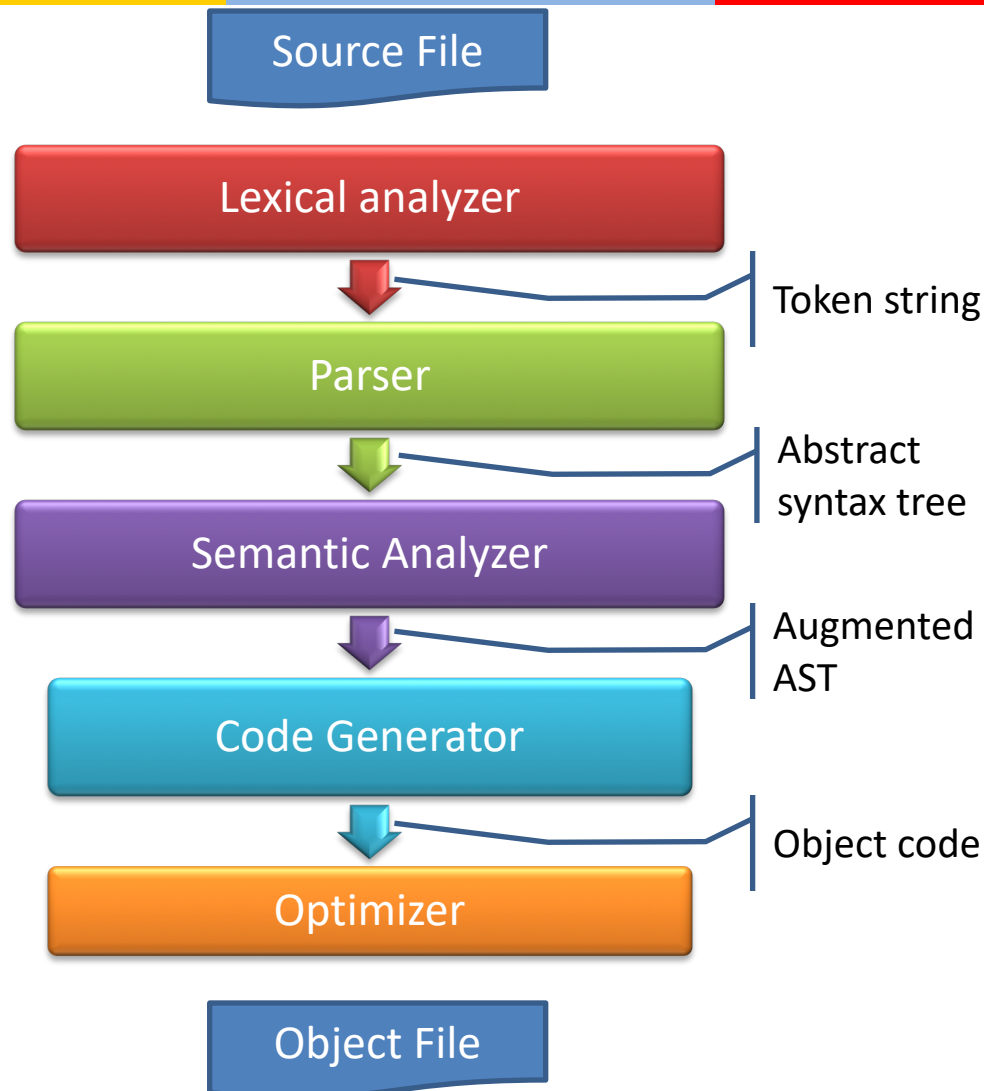 Source File
Lexical analyzer
Token string
Parser
Abstract
syntax tree
Semantic Analyzer
Augmented
AST
Code Generator
Object code
Optimizer
Object File